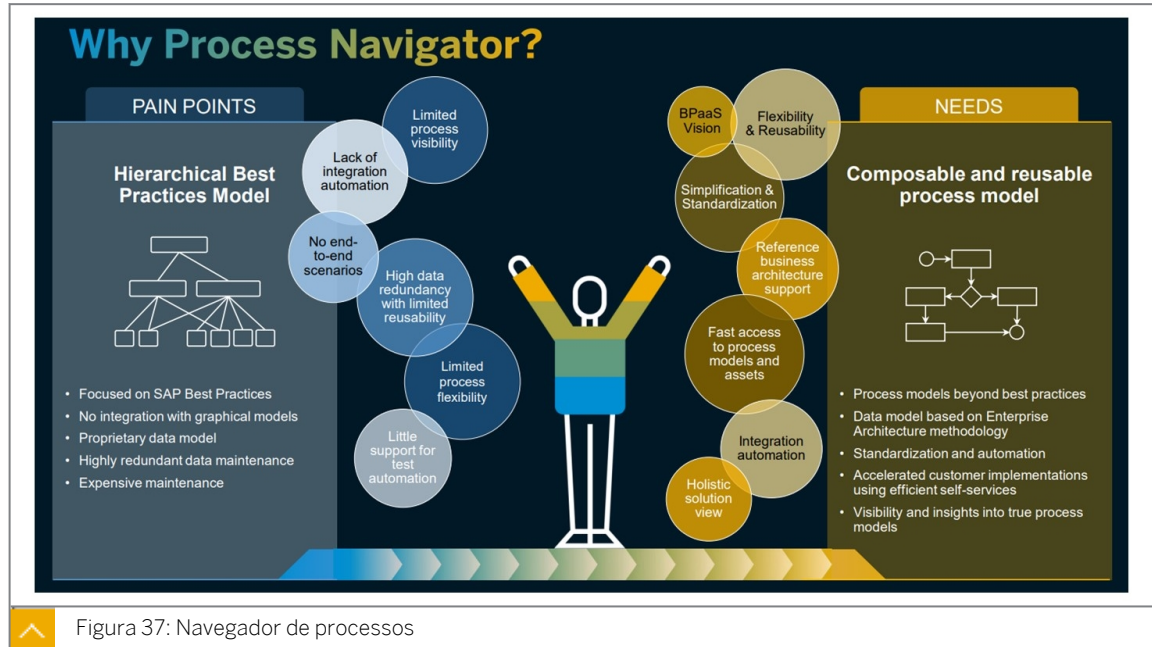 Why Process Navigator?
PAIN POINTS
Hierarchical Best
Practices Model
• Focused on SAP Best Practices
• No integration with graphical models
• Proprietary data model
• Highly redundant data maintenance
• Expensive maintenance
Limited
process
visibility
Lack of
integration
automation
No end-
to-end
scenarios
High data
redundancy
with limited
reusability
Limited
process
flexibility
Little
support for
test
automation
BPaaS
Vision
Flexibility
& Reusability
Simplification &
Standardization
Reference
business
architecture
support
Fast access
to process
models and
assets
Integration
automation
Holistic
solution
view
NEEDS
Composable and reusable
process model
• Process models beyond best practices
• Data model based on Enterprise
Architecture methodology
• Standardization and automation
• Accelerated customer implementations
using efficient self-services
• Visibility and insights into true process
models
Figura 37: Navegador de processos